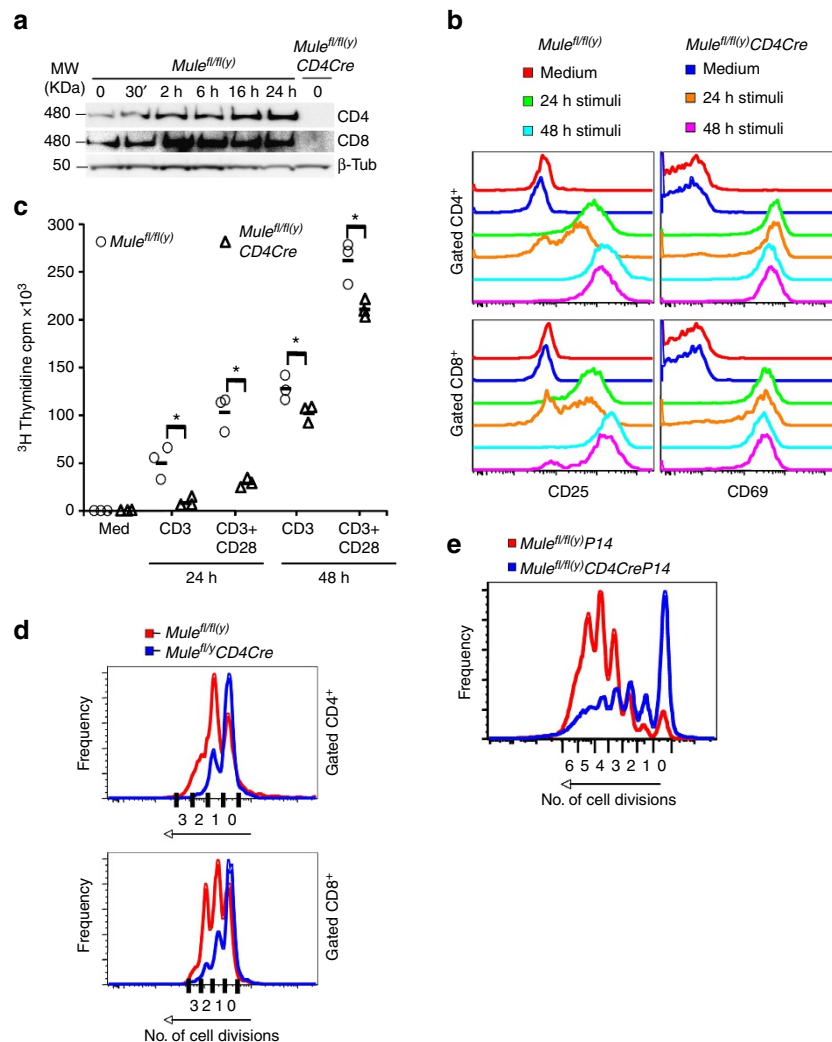 a
MW
(KDa)
Mule^fl/fl(y)
Mule^fl/fl(y)
CD4Cre
0 30′ 2 h 6 h 16 h 24 h 0
480 CD4
480 CD8
50 β-Tub
b
Mule^fl/fl(y) Mule^fl/fl(y)CD4Cre
Medium Medium
24 h stimuli 24 h stimuli
48 h stimuli 48 h stimuli
Gated CD4⁺
Gated CD8⁺
CD25 CD69
c
³H Thymidine cpm ×10³
300
250
200
150
100
50
0
Mule^fl/fl(y) Mule^fl/fl(y)
CD4Cre
*
*
*
*
Med CD3 CD3+
CD28 CD3 CD3+
CD28
24 h 48 h
d
Mule^fl/fl(y)
Mule^fl/yCD4Cre
Frequency
Gated CD4⁺
3 2 1 0
Frequency
Gated CD8⁺
3 2 1 0
No. of cell divisions
e
Mule^fl/fl(y)P14
Mule^fl/fl(y)CD4CreP14
Frequency
6 5 4 3 2 1 0
No. of cell divisions